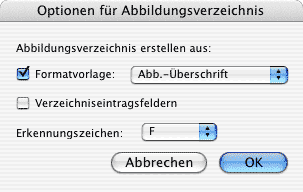 Optionen für Abbildungsverzeichnis
Abbildungsverzeichnis erstellen aus:
Formatvorlage: Abb.-Überschrift
Verzeichniseintragsfeldern
Erkennungszeichen: F
Abbrechen OK